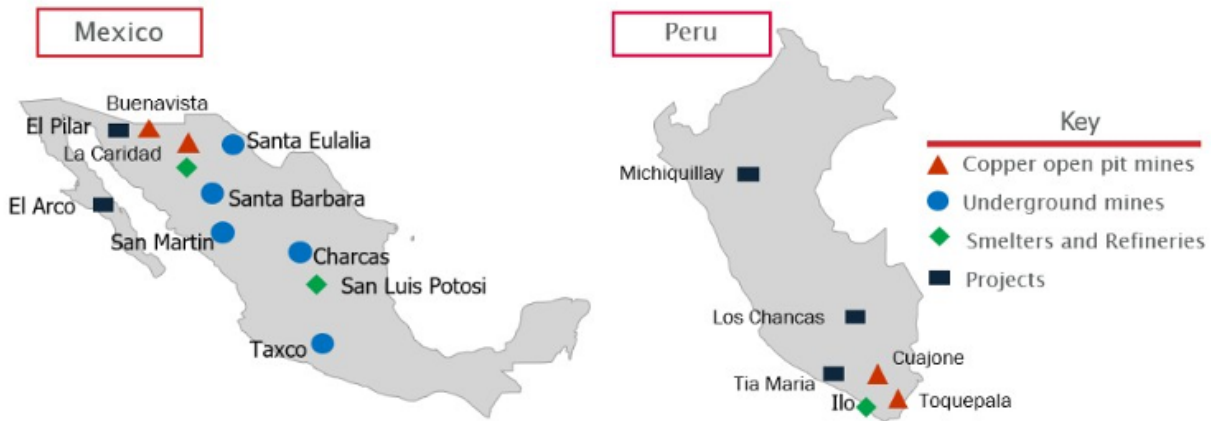 Mexico
Buenavista
El Pilar
La Caridad
Santa Eulalia
El Arco
Santa Barbara
San Martin
Charcas
San Luis Potosi
Taxco
Peru
Michiquillay
Los Chancas
Cuajone
Tia Maria
Ilo
Toquepala
Key
Copper open pit mines
Underground mines
Smelters and Refineries
Projects